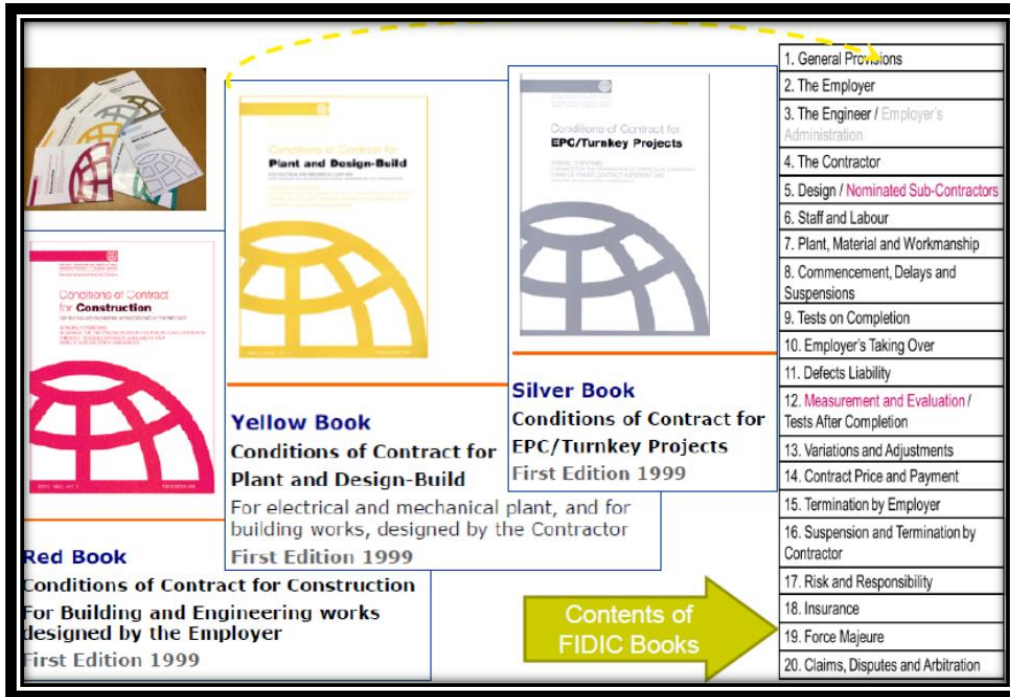 Conditions of Contract
for Construction
Red Book
Conditions of Contract for Construction
For Building and Engineering works
designed by the Employer
First Edition 1999
Conditions of Contract for
Plant and Design-Build
Yellow Book
Conditions of Contract for
Plant and Design-Build
For electrical and mechanical plant, and for
building works, designed by the Contractor
First Edition 1999
Conditions of Contract for
EPC/Turnkey Projects
Silver Book
Conditions of Contract for
EPC/Turnkey Projects
First Edition 1999
Contents of
FIDIC Books
1. General Provisions
2. The Employer
3. The Engineer / Employer's
Administration
4. The Contractor
5. Design / Nominated Sub-Contractors
6. Staff and Labour
7. Plant, Material and Workmanship
8. Commencement, Delays and
Suspensions
9. Tests on Completion
10. Employer's Taking Over
11. Defects Liability
12. Measurement and Evaluation /
Tests After Completion
13. Variations and Adjustments
14. Contract Price and Payment
15. Termination by Employer
16. Suspension and Termination by
Contractor
17. Risk and Responsibility
18. Insurance
19. Force Majeure
20. Claims, Disputes and Arbitration